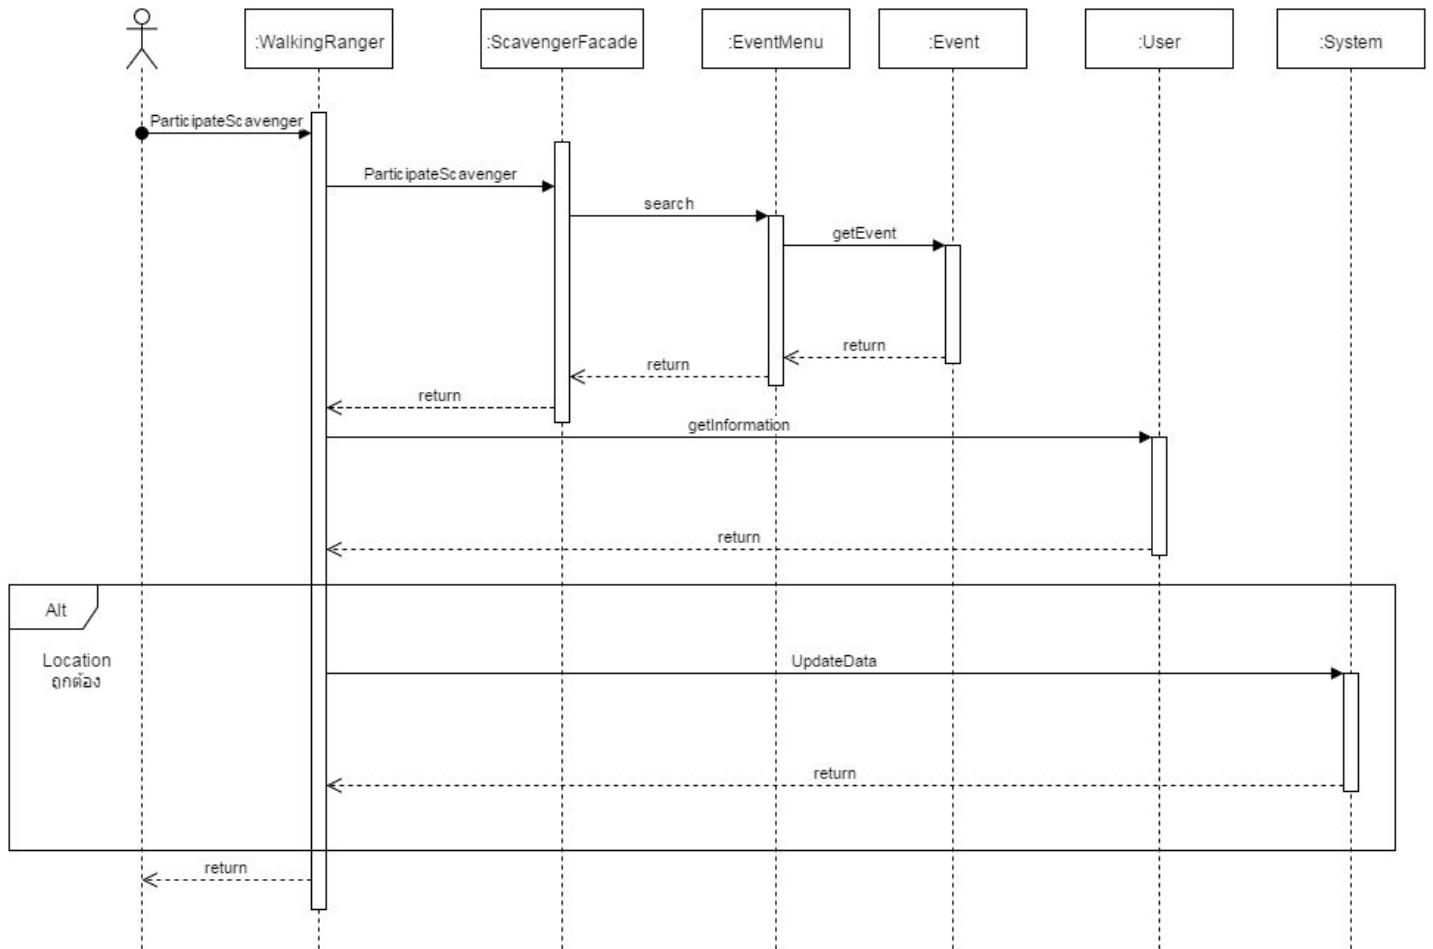 :WalkingRanger
:ScavengerFacade
:EventMenu
:Event
:User
:System
ParticipateScavenger
ParticipateScavenger
search
getEvent
return
return
return
getInformation
return
Alt
Location
ถูกต้อง
UpdateData
return
return